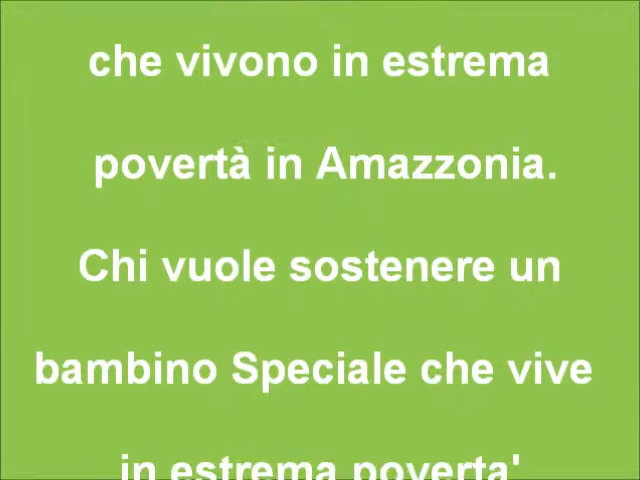 che vivono in estrema
povertà in Amazzonia.
Chi vuole sostenere un
bambino Speciale che vive
in estrema poverta'